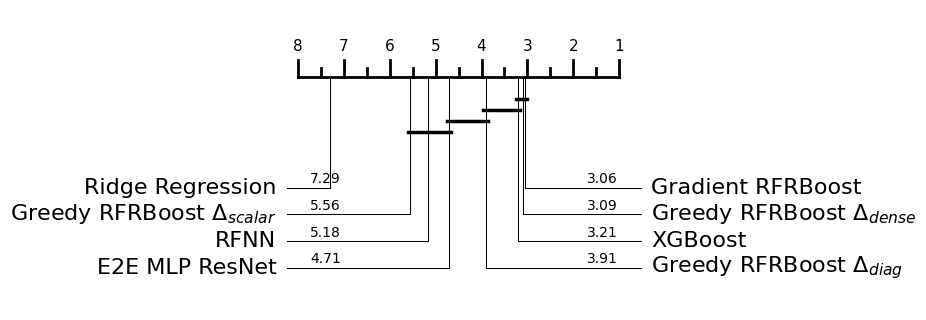 8 7 6 5 4 3 2 1
7.29 3.06
Ridge Regression Gradient RFRBoost
5.56 3.09
Greedy RFRBoost Δscalar Greedy RFRBoost Δdense
5.18 3.21
RFNN XGBoost
4.71 3.91
E2E MLP ResNet Greedy RFRBoost Δdiag